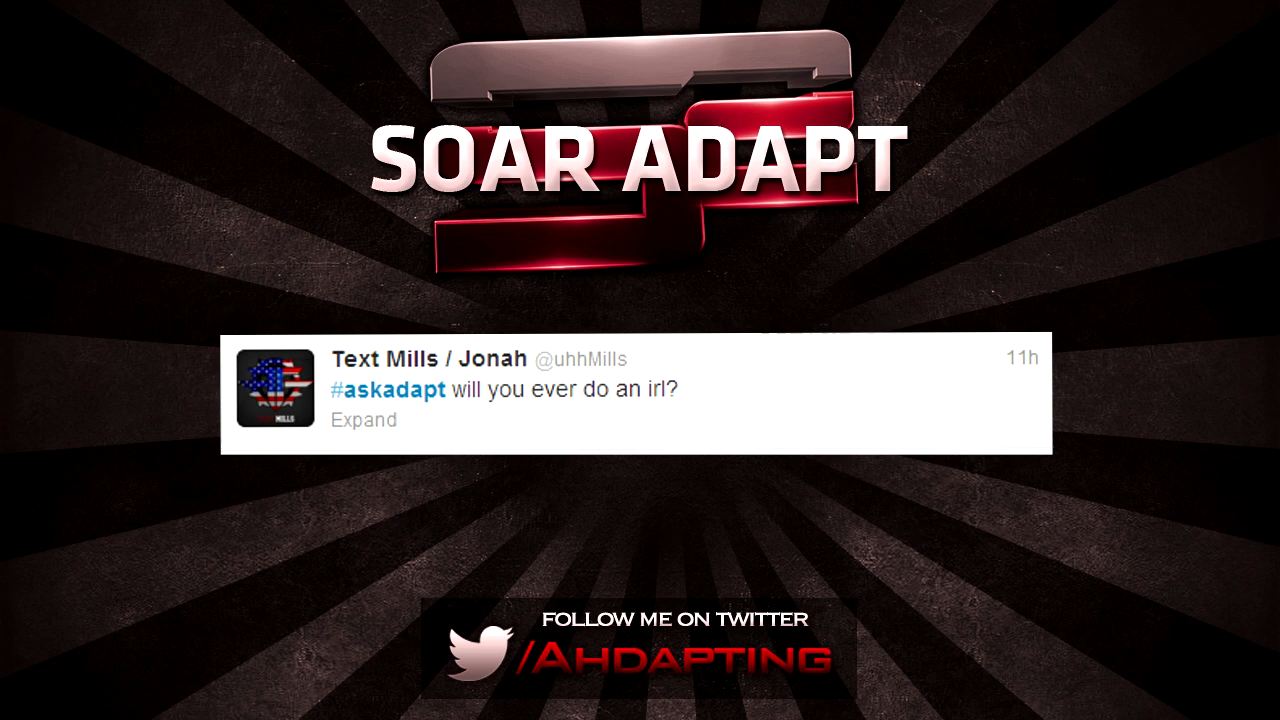 SOAR ADAPT
Text Mills / Jonah @uhhMills 11h
#askadapt will you ever do an irl?
Expand
MILLS
FOLLOW ME ON TWITTER
/AHDAPTING